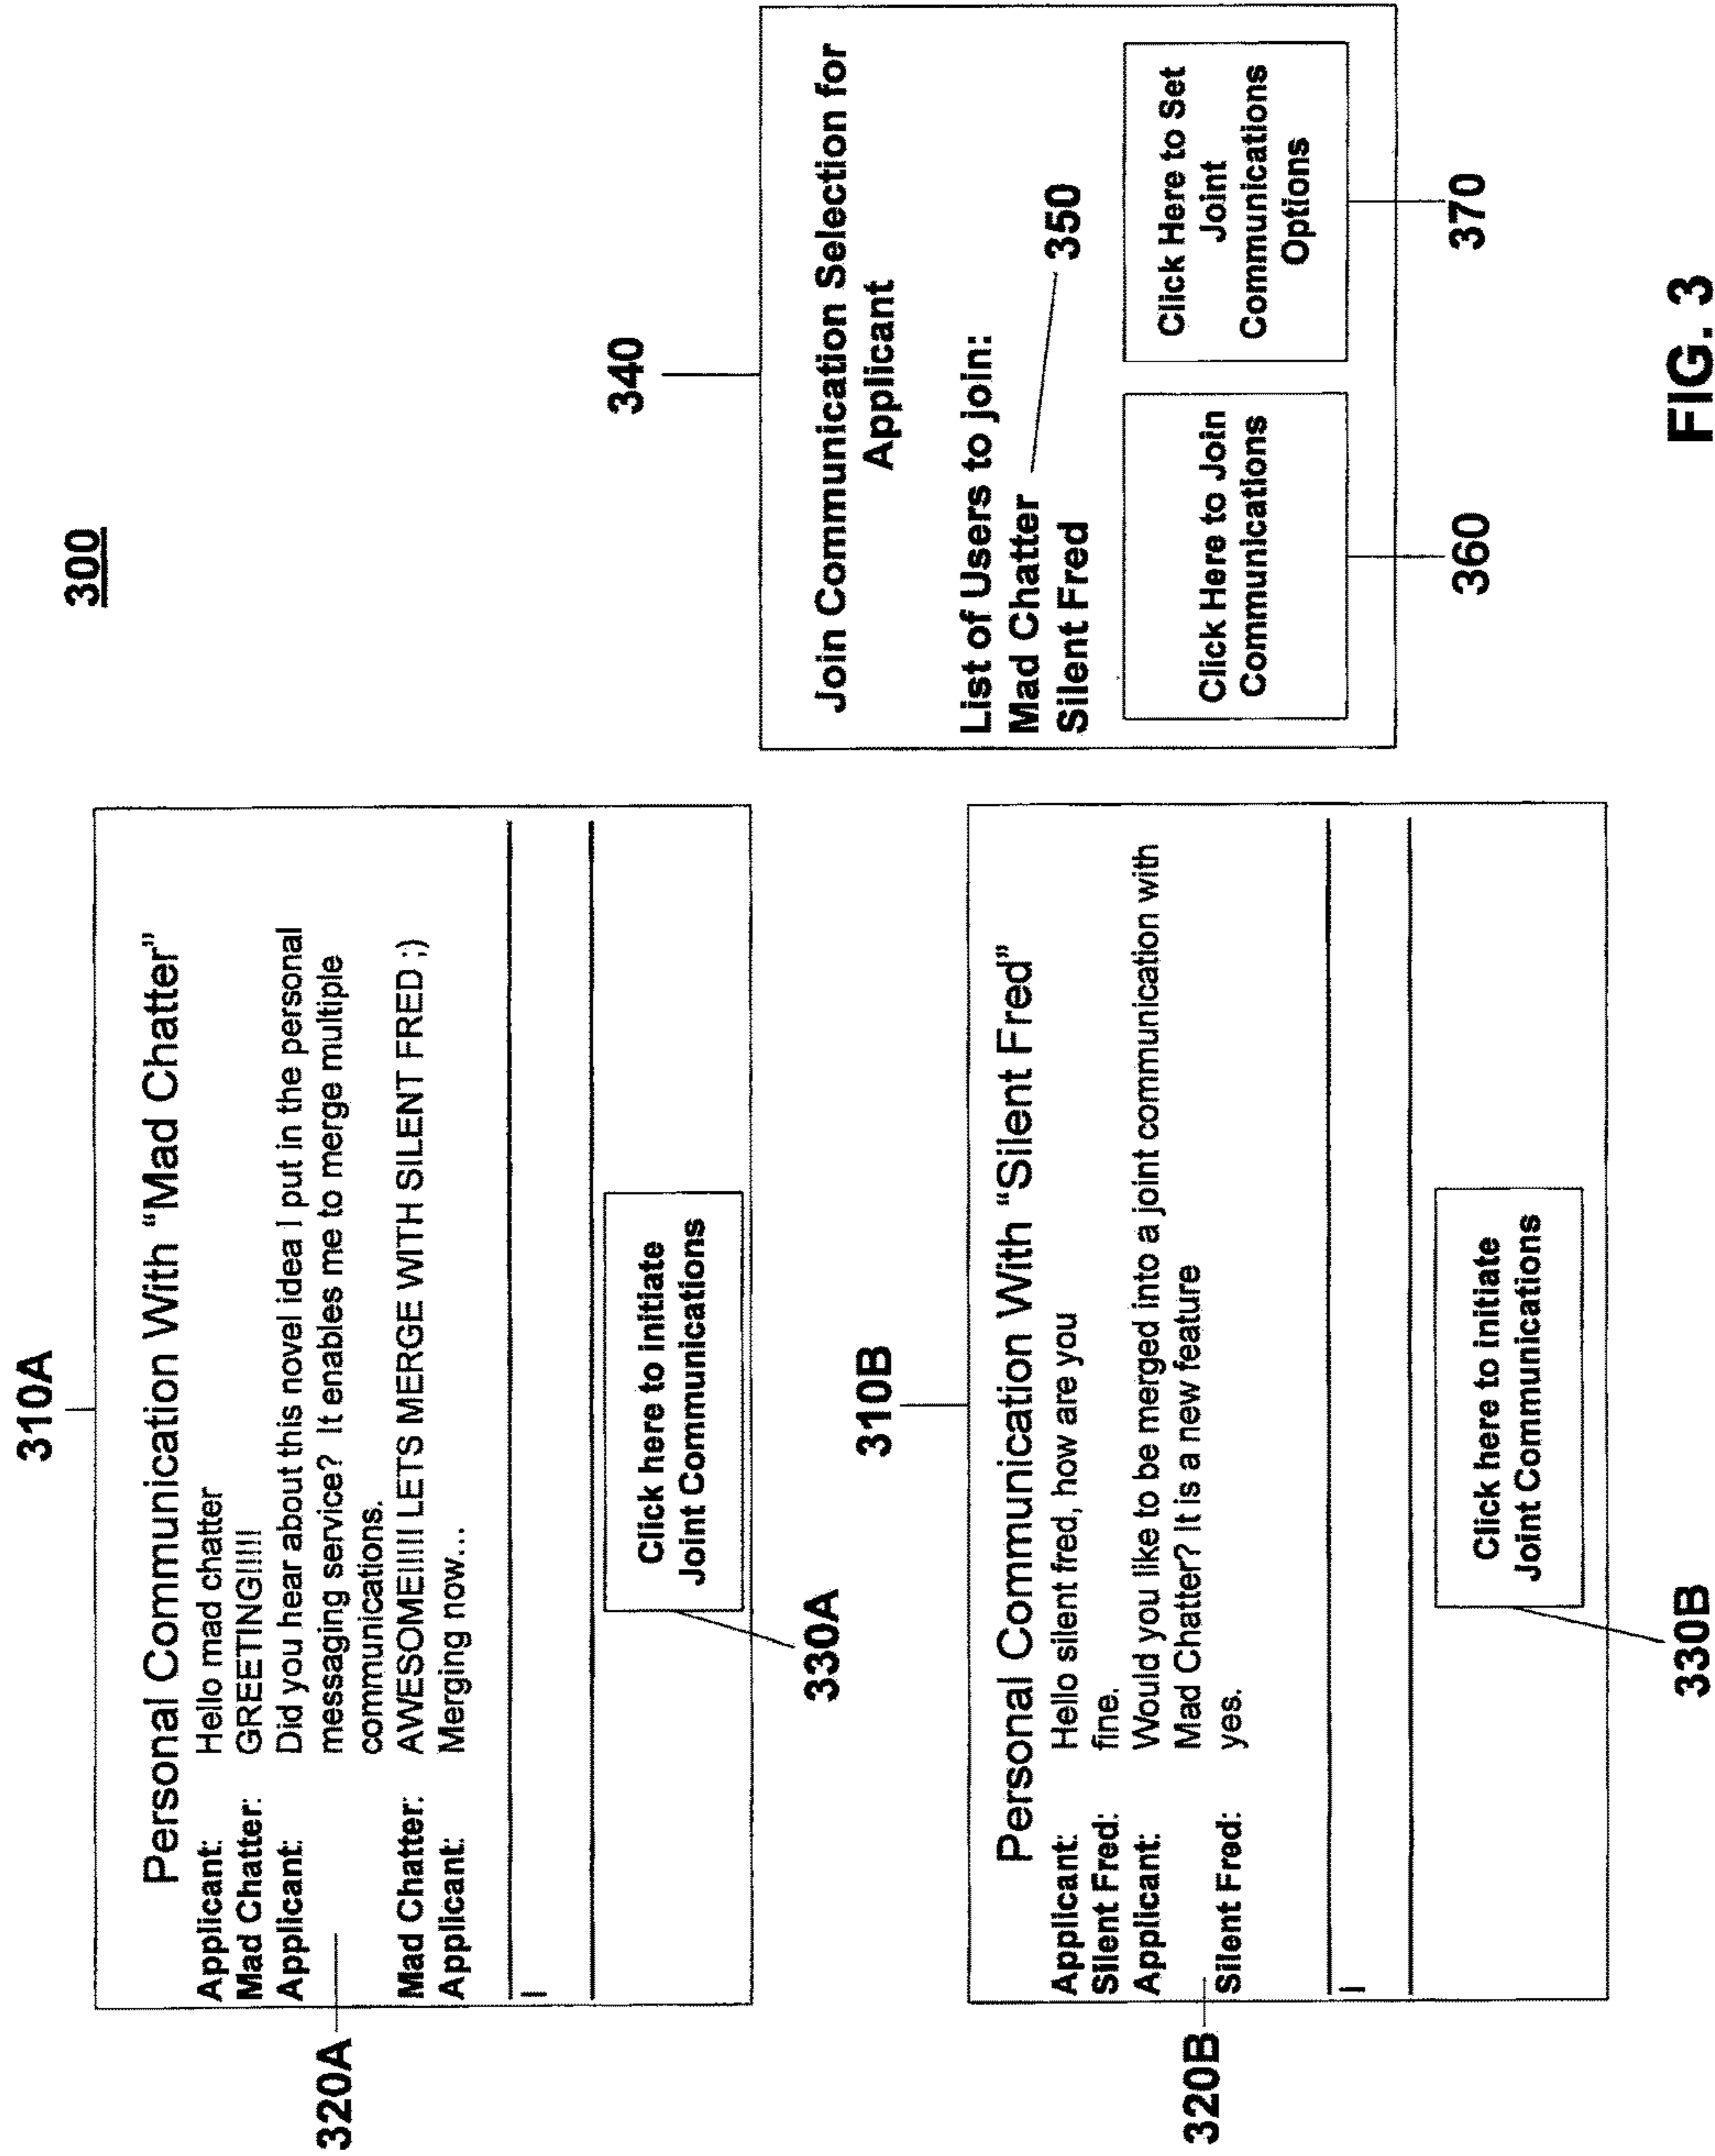 300
310A
Personal Communication With “Mad Chatter”
Applicant: Hello mad chatter
Mad Chatter: GREETING!!!!!
Applicant: Did you hear about this novel idea I put in the personal
messaging service? It enables me to merge multiple
communications.
Mad Chatter: AWESOME!!!!! LETS MERGE WITH SILENT FRED ;)
Applicant: Merging now...
320A
Click here to initiate
Joint Communications
330A
310B
Personal Communication With “Silent Fred”
Applicant: Hello silent fred, how are you
Silent Fred: fine.
Applicant: Would you like to be merged into a joint communication with
Mad Chatter? It is a new feature
Silent Fred: yes.
320B
Click here to initiate
Joint Communications
330B
340
Join Communication Selection for
Applicant
List of Users to join:
Mad Chatter
Silent Fred
350
Click Here to Join
Communications
360
Click Here to Set
Joint
Communications
Options
370
FIG. 3